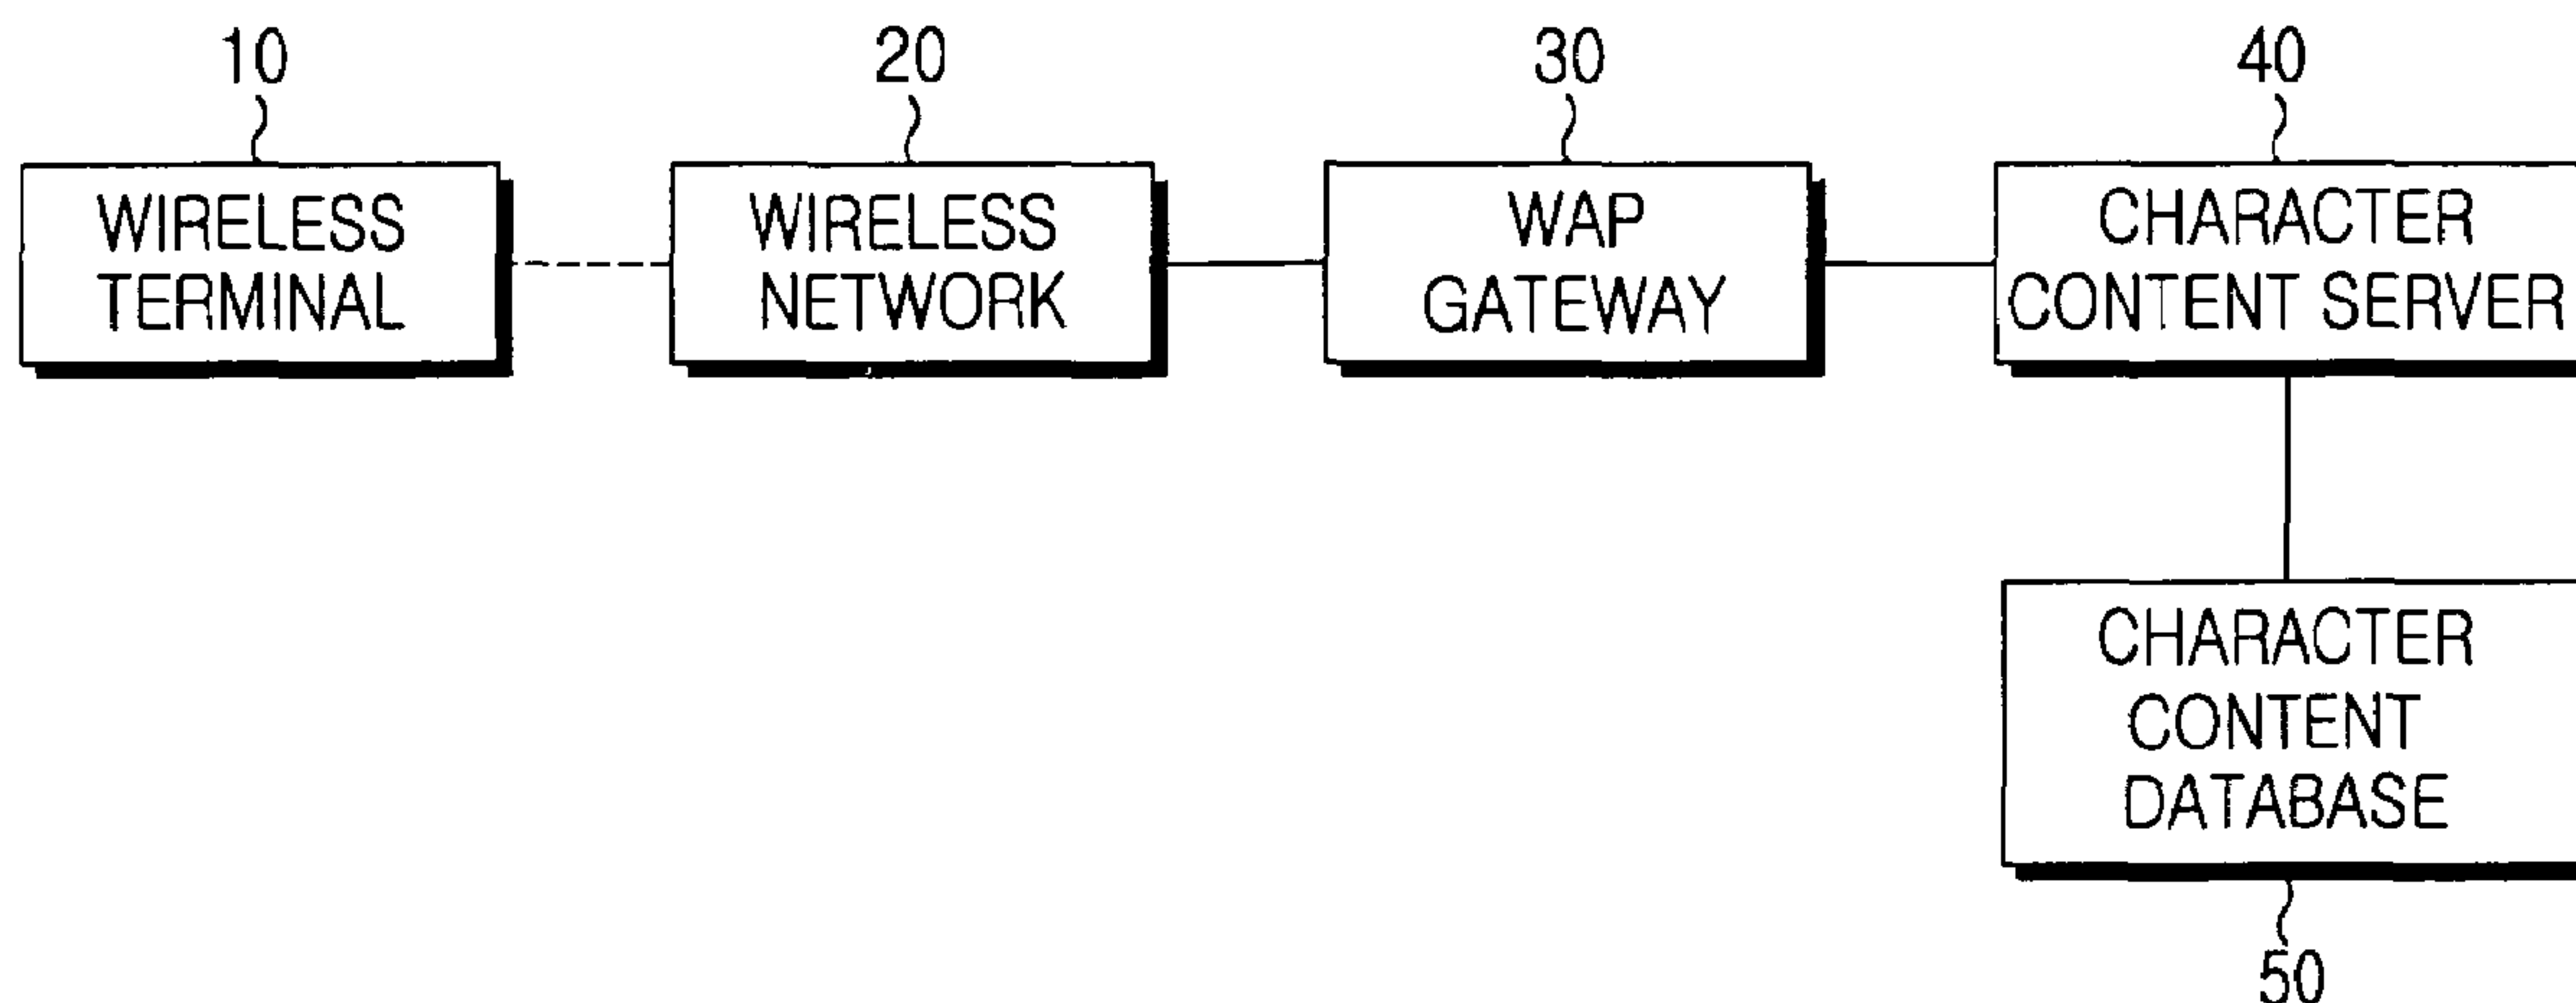 10
20
30
40
WIRELESS
TERMINAL
WIRELESS
NETWORK
WAP
GATEWAY
CHARACTER
CONTENT SERVER
CHARACTER
CONTENT
DATABASE
50